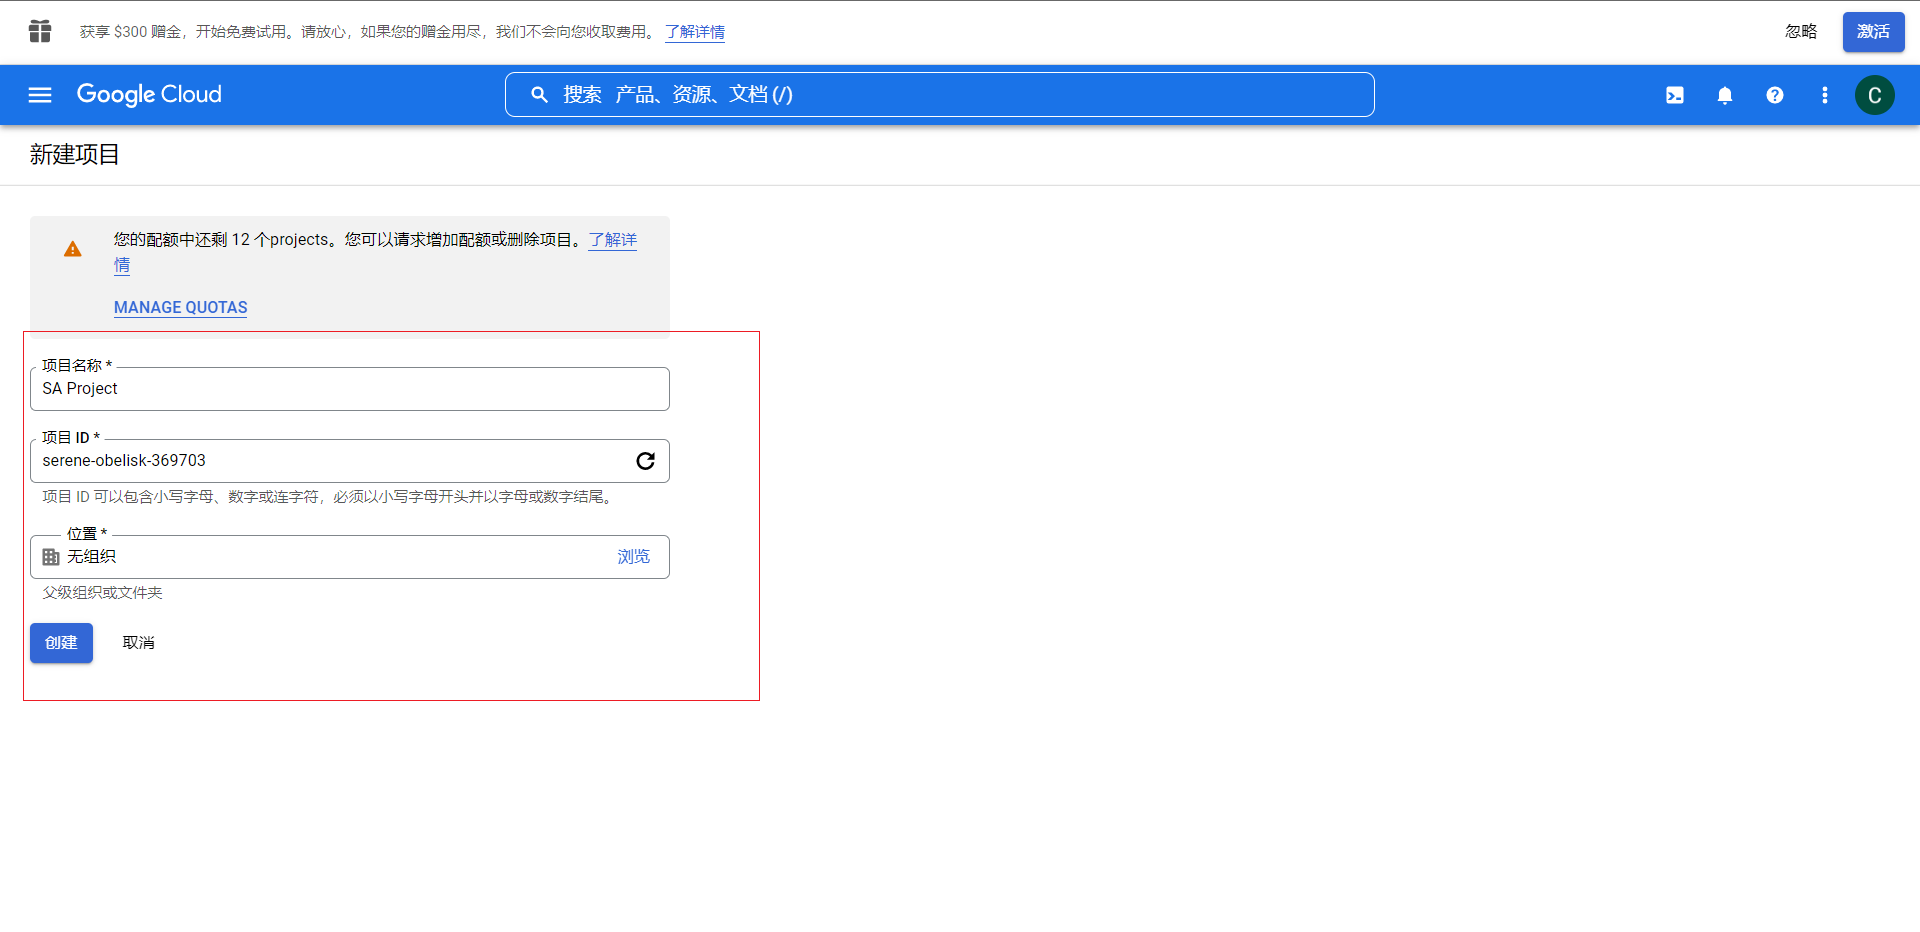 获享 $300 赠金，开始免费试用。请放心，如果您的赠金用尽，我们不会向您收取费用。 了解详情
忽略
激活
Google Cloud
搜索 产品、资源、文档 (/)
C
新建项目
您的配额中还剩 12 个projects。您可以请求增加配额或删除项目。了解详
情
MANAGE QUOTAS
项目名称 *
SA Project
项目 ID *
serene-obelisk-369703
项目 ID 可以包含小写字母、数字或连字符，必须以小写字母开头并以字母或数字结尾。
位置 *
无组织
浏览
父级组织或文件夹
创建
取消